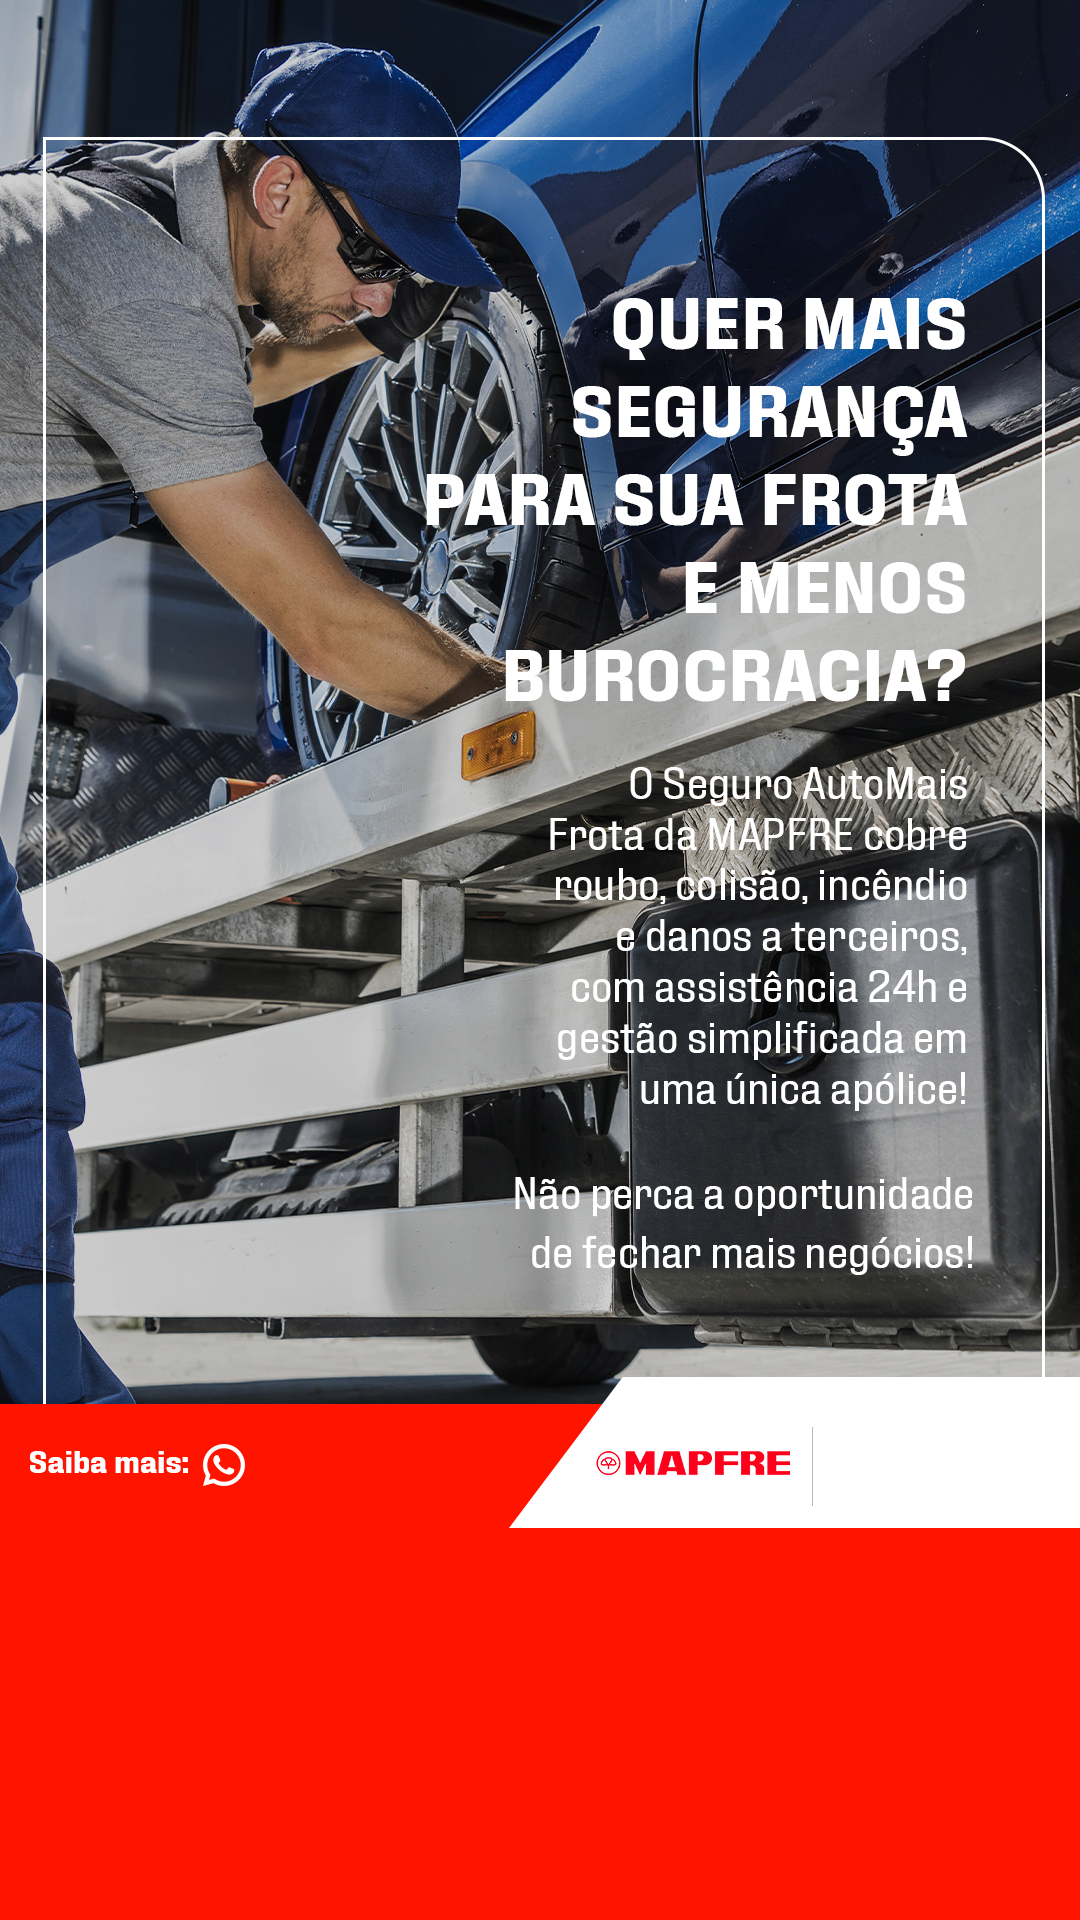 QUER MAIS
SEGURANÇA
PARA SUA FROTA
E MENOS
BUROCRACIA?
O Seguro AutoMais
Frota da MAPFRE cobre
roubo, colisão, incêndio
e danos a terceiros,
com assistência 24h e
gestão simplificada em
uma única apólice!
Não perca a oportunidade
de fechar mais negócios!
Saiba mais:
MAPFRE